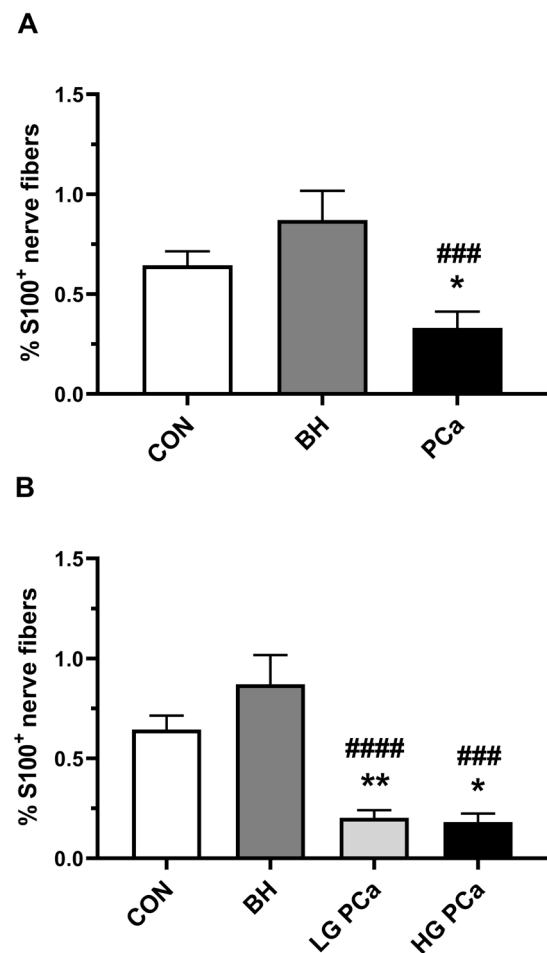 A
% S100⁺ nerve fibers
1.5
1.0
0.5
0.0
###
*
CON
BH
PCa
B
% S100⁺ nerve fibers
1.5
1.0
0.5
0.0
####
**
###
*
CON
BH
LG PCa
HG PCa